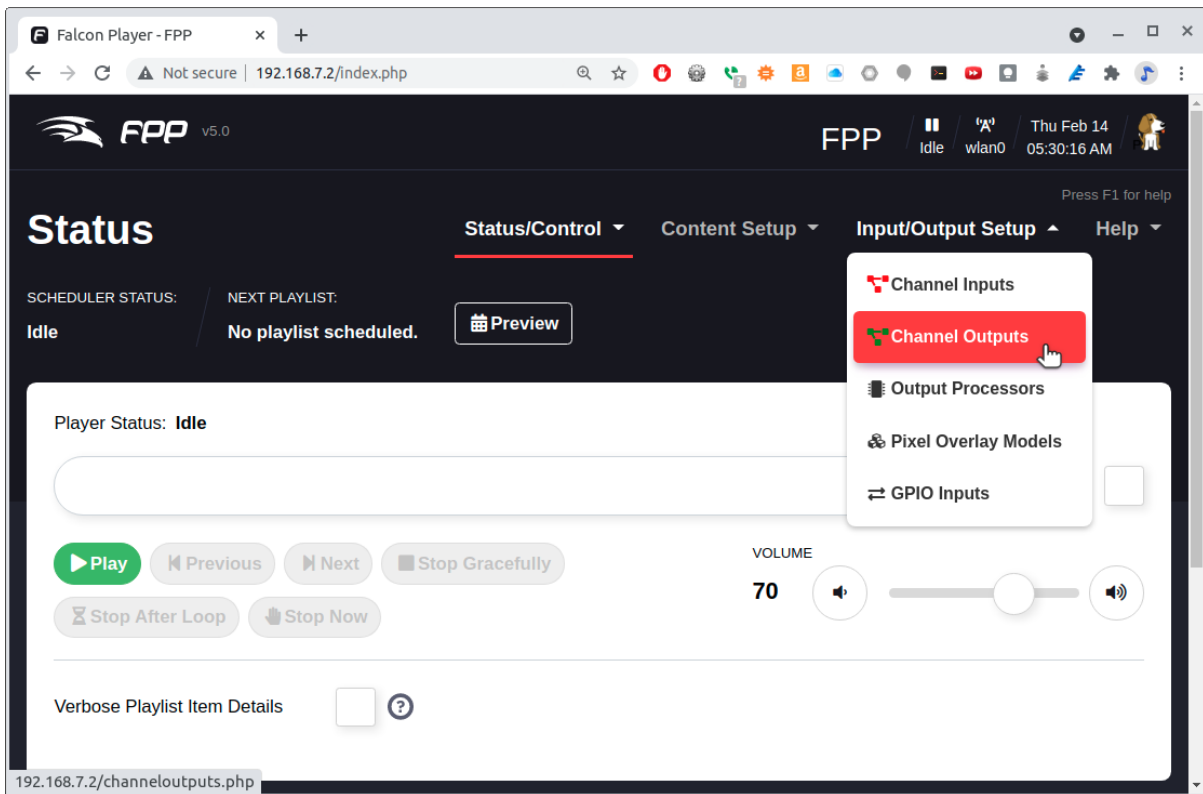 Falcon Player - FPP
Not secure 192.168.7.2/index.php
FPP v5.0
FPP
Idle
wlan0
Thu Feb 14
05:30:16 AM
Press F1 for help
Status
Status/Control
Content Setup
Input/Output Setup
Help
Channel Inputs
Channel Outputs
Output Processors
Pixel Overlay Models
GPIO Inputs
SCHEDULER STATUS:
Idle
NEXT PLAYLIST:
No playlist scheduled.
Preview
Player Status: Idle
Play
Previous
Next
Stop Gracefully
Stop After Loop
Stop Now
VOLUME
70
Verbose Playlist Item Details
?
192.168.7.2/channeloutputs.php